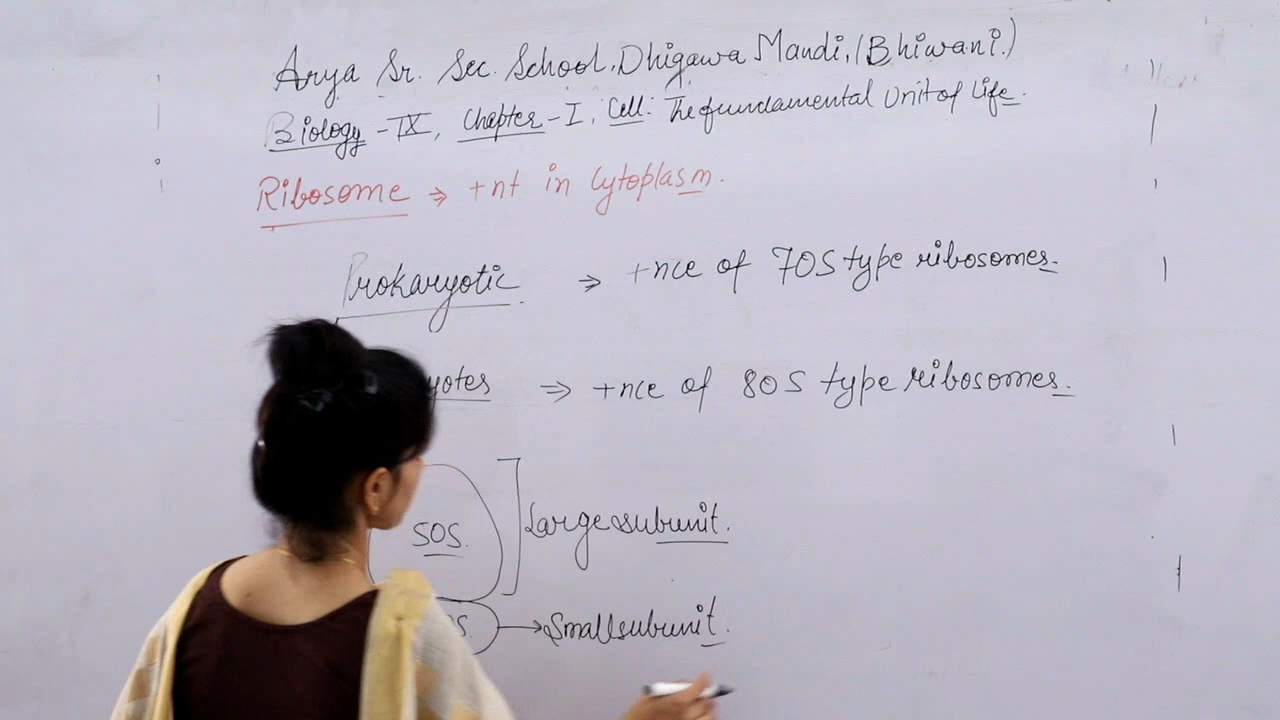 Arya Sr. Sec. School, Dhigawa Mandi, (Bhiwani.)
Biology - IX, Chapter - I, Cell: The fundamental Unit of Life.
Ribosome ⇒ +nt in Cytoplasm.
Prokaryotic ⇒ +nce of 70S type ribosomes.
yotes ⇒ +nce of 80S type ribosomes.
50S. Large subunit.
S. → Small subunit.